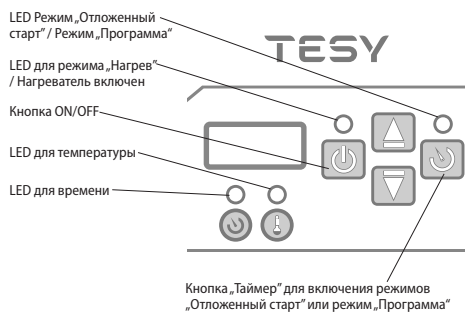 LED Режим „Отложенный
старт” / Режим „Программа“
TESY
LED для режима „Нагрев”
/ Нагреватель включен
Кнопка ON/OFF
LED для температуры
LED для времени
Кнопка „Таймер” для включения режимов
„Отложенный старт” или режим „Программа“